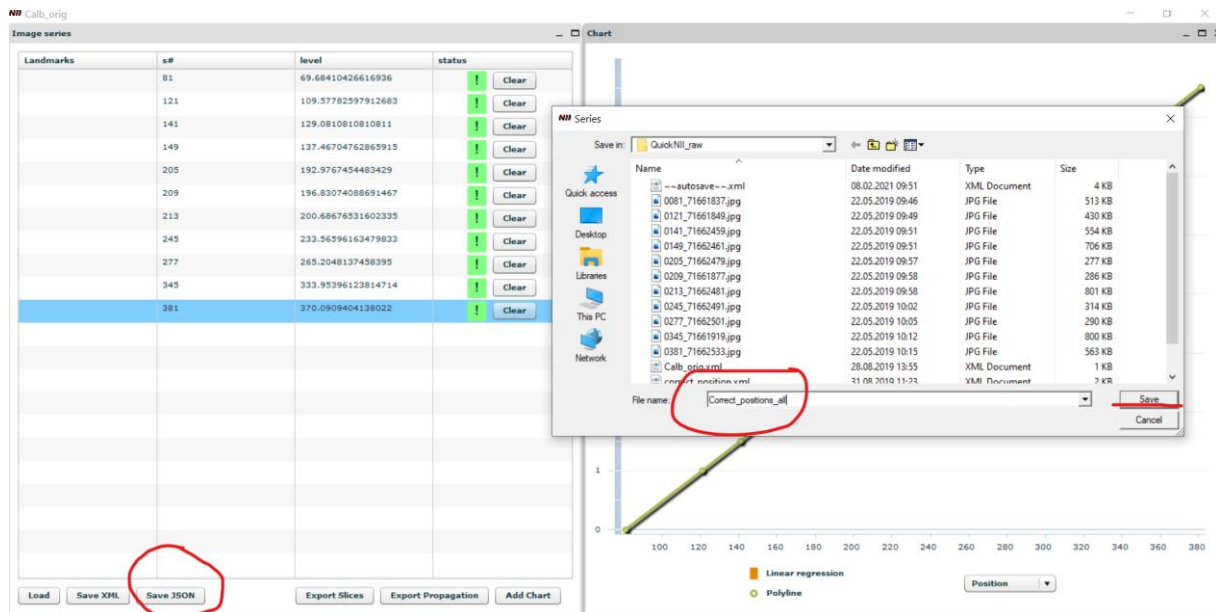 NII Calb_orig
Image series
Landmarks s# level status
81 69.68410426616936 ! Clear
121 109.57782597912683 ! Clear
141 129.0810810810811 ! Clear
149 137.46704762865915 ! Clear
205 192.9767454483429 ! Clear
209 196.83074088691467 ! Clear
213 200.68676531602335 ! Clear
245 233.56596163479833 ! Clear
277 265.2048137458395 ! Clear
345 333.95396123814714 ! Clear
381 370.0909404138022 ! Clear
Load Save XML Save JSON Export Slices Export Propagation Add Chart
Chart
NII Series
Save in: QuickNII_raw
Quick access
Desktop
Libraries
This PC
Network
Name Date modified Type Size
~~autosave~~.xml 08.02.2021 09:51 XML Document 4 KB
0081_71661837.jpg 22.05.2019 09:46 JPG File 513 KB
0121_71661849.jpg 22.05.2019 09:49 JPG File 430 KB
0141_71662459.jpg 22.05.2019 09:51 JPG File 554 KB
0149_71662461.jpg 22.05.2019 09:51 JPG File 706 KB
0205_71662479.jpg 22.05.2019 09:57 JPG File 277 KB
0209_71661877.jpg 22.05.2019 09:58 JPG File 286 KB
0213_71662481.jpg 22.05.2019 09:58 JPG File 801 KB
0245_71662491.jpg 22.05.2019 10:02 JPG File 314 KB
0277_71662501.jpg 22.05.2019 10:05 JPG File 290 KB
0345_71661919.jpg 22.05.2019 10:12 JPG File 800 KB
0381_71662533.jpg 22.05.2019 10:15 JPG File 563 KB
Calb_orig.xml 28.08.2019 13:55 XML Document 1 KB
correct_position.xml 31.08.2019 11:23 XML Document 2 KB
File name: Correct_positions_all Save
Cancel
1
0
100 120 140 160 180 200 220 240 260 280 300 320 340 360 380
Linear regression
Polyline
Position